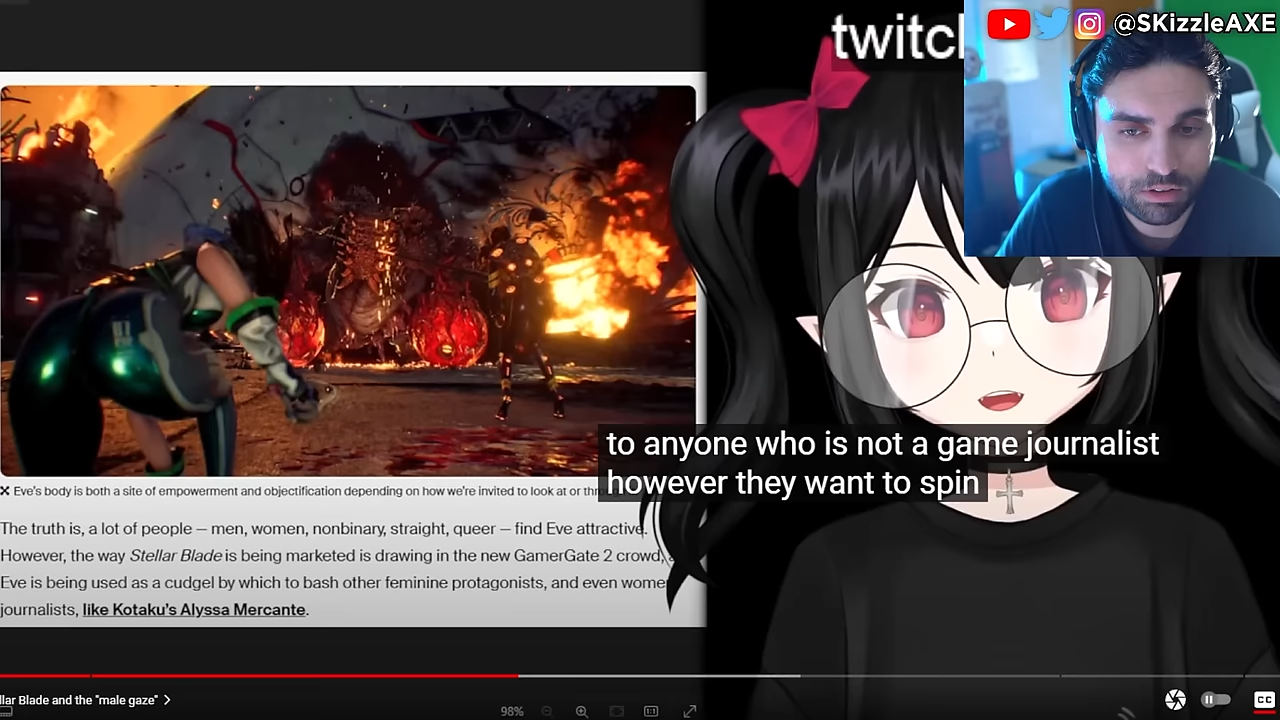 twitch
@SKizzleAXE
to anyone who is not a game journalist
however they want to spin
Eve's body is both a site of empowerment and objectification depending on how we're invited to look at or
The truth is, a lot of people — men, women, nonbinary, straight, queer — find Eve attractive.
However, the way Stellar Blade is being marketed is drawing in the new GamerGate 2 crowd,
Eve is being used as a cudgel by which to bash other feminine protagonists, and even
journalists, like Kotaku's Alyssa Mercante.
llar Blade and the "male gaze"
98%
1:1
CC